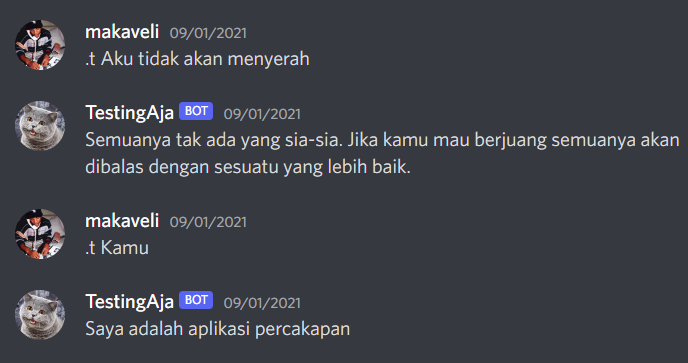 makaveli 09/01/2021
.t Aku tidak akan menyerah
TestingAja BOT 09/01/2021
Semuanya tak ada yang sia-sia. Jika kamu mau berjuang semuanya akan
dibalas dengan sesuatu yang lebih baik.
makaveli 09/01/2021
.t Kamu
TestingAja BOT 09/01/2021
Saya adalah aplikasi percakapan